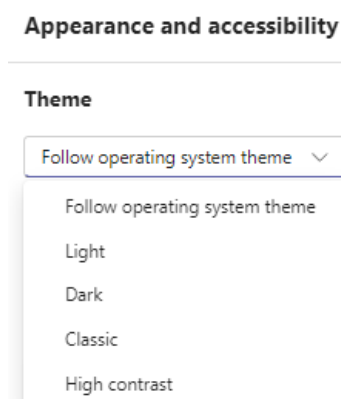 Appearance and accessibility
Theme
Follow operating system theme
Follow operating system theme
Light
Dark
Classic
High contrast